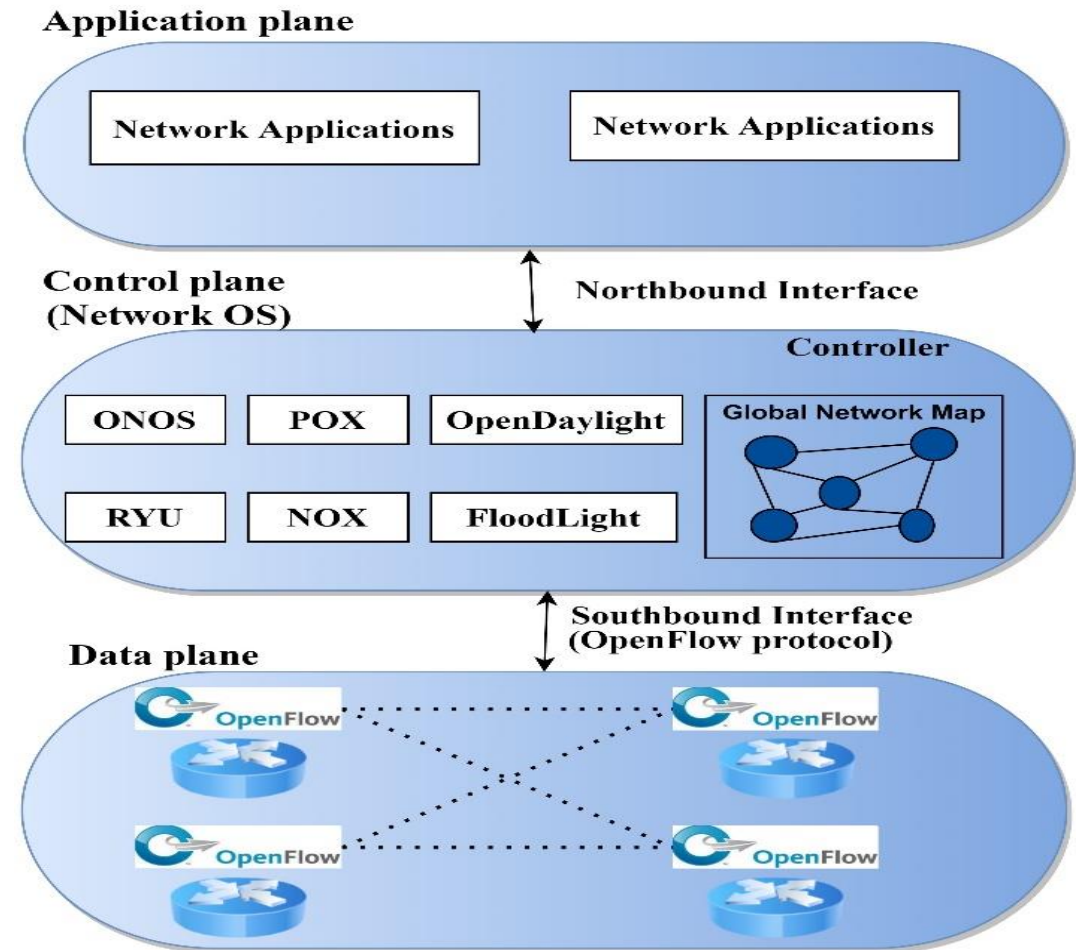 Application plane
Network Applications
Network Applications
Control plane
(Network OS)
Northbound Interface
Controller
ONOS
POX
OpenDaylight
Global Network Map
RYU
NOX
FloodLight
Southbound Interface
(OpenFlow protocol)
Data plane
OpenFlow
OpenFlow
OpenFlow
OpenFlow